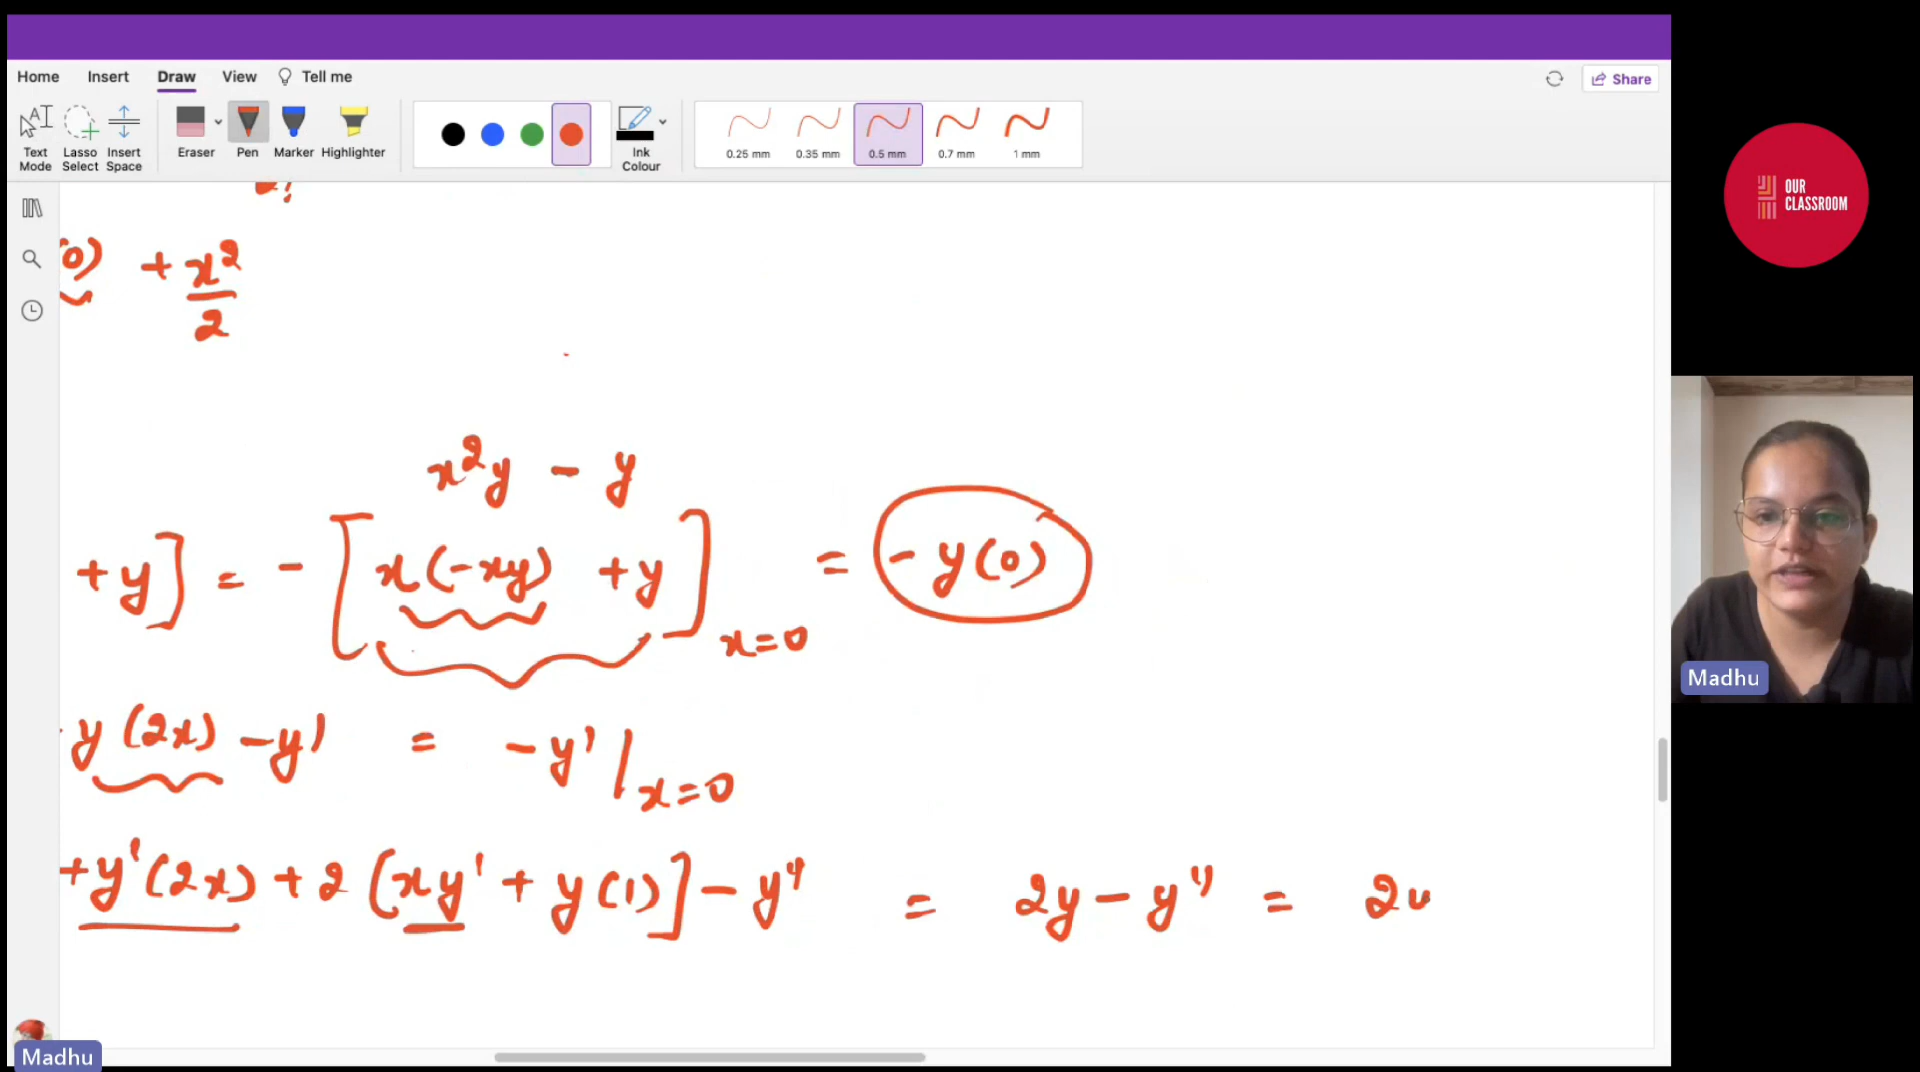 Home Insert Draw View Tell me
Share
Text Mode
Lasso Select
Insert Space
Eraser
Pen
Marker
Highlighter
Ink Colour
0.25 mm 0.35 mm 0.5 mm 0.7 mm 1 mm
OUR CLASSROOM
2!
(0) + x²/2
x²y - y
+y] = - [x(-xy) + y] x=0 = -y(0)
y(2x) - y' = -y'| x=0
+y'(2x) + 2 (xy' + y(1)] - y'' = 2y - y'' = 2
Madhu
Madhu